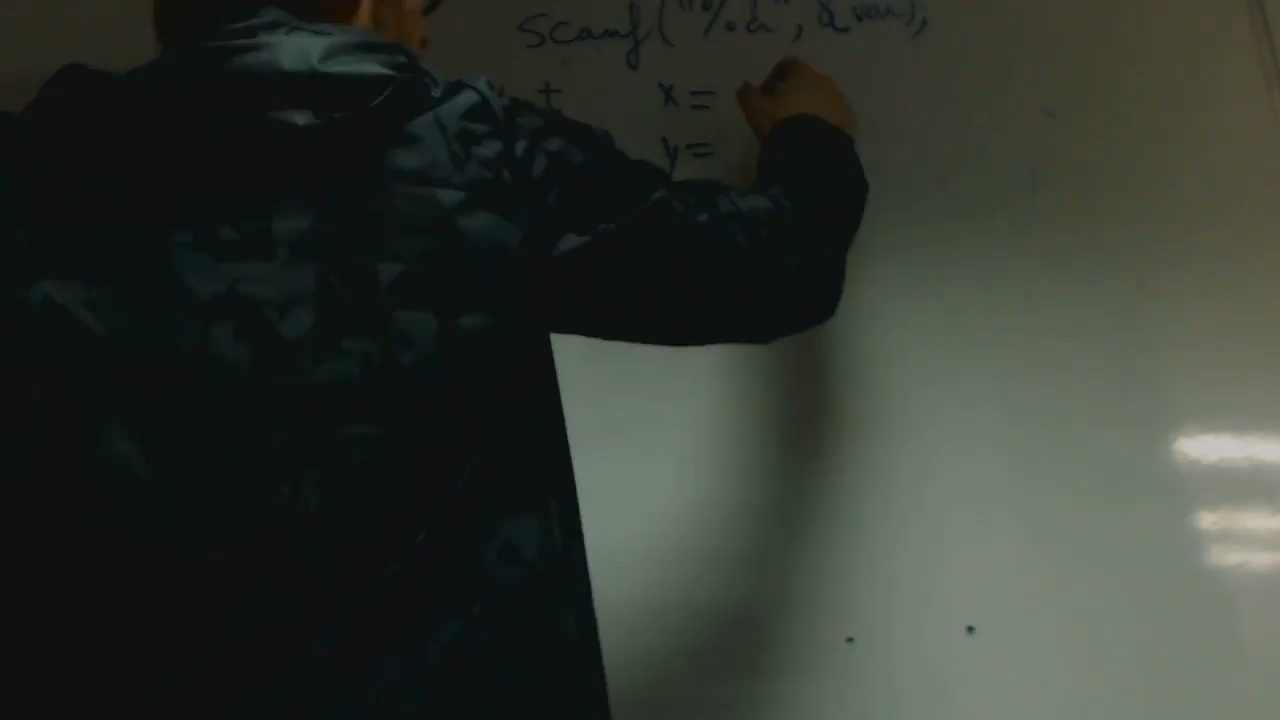 scanf("%d", &var);
t x=
y=